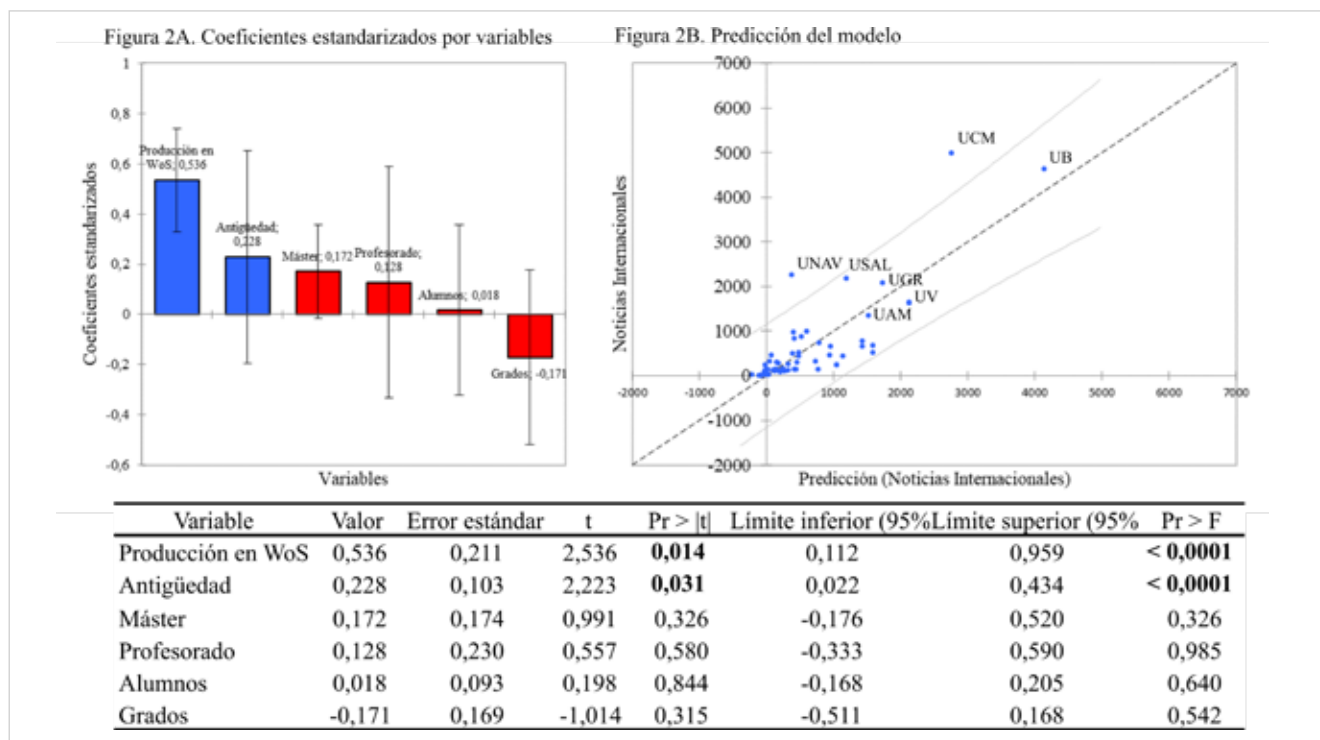 Figura 2A. Coeficientes estandarizados por variables
1
0,8
0,6
0,4
0,2
0
-0,2
-0,4
-0,6
Coeficientes estandarizados
Producción en
WoS; 0,536
Antigüedad;
0,228
Máster; 0,172
Profesorado;
0,128
Alumnos; 0,018
Grados; -0,171
Variables
Figura 2B. Predicción del modelo
7000
6000
5000
4000
3000
2000
1000
0
-1000
-2000
Noticias Internacionales
UCM
UB
UNAV
USAL
UGR
UV
UAM
-2000 -1000 0 1000 2000 3000 4000 5000 6000 7000
Predicción (Noticias Internacionales)
Variable Valor Error estándar t Pr > |t| Limite inferior (95% Limite superior (95% Pr > F
Producción en WoS 0,536 0,211 2,536 0,014 0,112 0,959 < 0,0001
Antigüedad 0,228 0,103 2,223 0,031 0,022 0,434 < 0,0001
Máster 0,172 0,174 0,991 0,326 -0,176 0,520 0,326
Profesorado 0,128 0,230 0,557 0,580 -0,333 0,590 0,985
Alumnos 0,018 0,093 0,198 0,844 -0,168 0,205 0,640
Grados -0,171 0,169 -1,014 0,315 -0,511 0,168 0,542